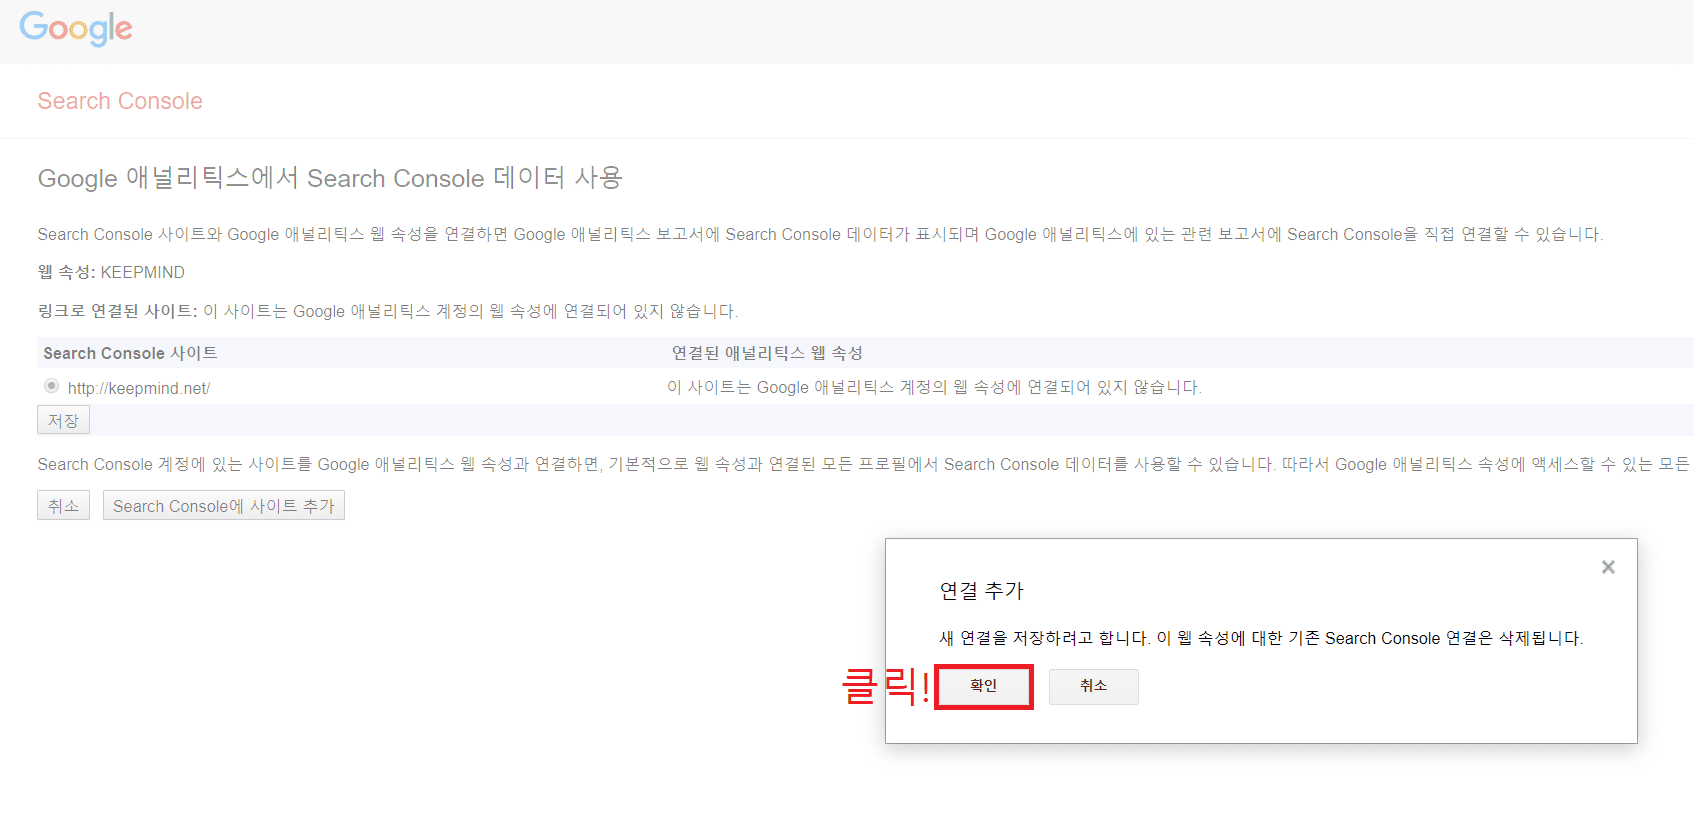 Google
Search Console
Google 애널리틱스에서 Search Console 데이터 사용
Search Console 사이트와 Google 애널리틱스 웹 속성을 연결하면 Google 애널리틱스 보고서에 Search Console 데이터가 표시되며 Google 애널리틱스에 있는 관련 보고서에 Search Console을 직접 연결할 수 있습니다.
웹 속성: KEEPMIND
링크로 연결된 사이트: 이 사이트는 Google 애널리틱스 계정의 웹 속성에 연결되어 있지 않습니다.
Search Console 사이트 연결된 애널리틱스 웹 속성
http://keepmind.net/ 이 사이트는 Google 애널리틱스 계정의 웹 속성에 연결되어 있지 않습니다.
저장
Search Console 계정에 있는 사이트를 Google 애널리틱스 웹 속성과 연결하면, 기본적으로 웹 속성과 연결된 모든 프로필에서 Search Console 데이터를 사용할 수 있습니다. 따라서 Google 애널리틱스 속성에 액세스할 수 있는 모든
취소 Search Console에 사이트 추가
연결 추가
새 연결을 저장하려고 합니다. 이 웹 속성에 대한 기존 Search Console 연결은 삭제됩니다.
클릭! 확인 취소